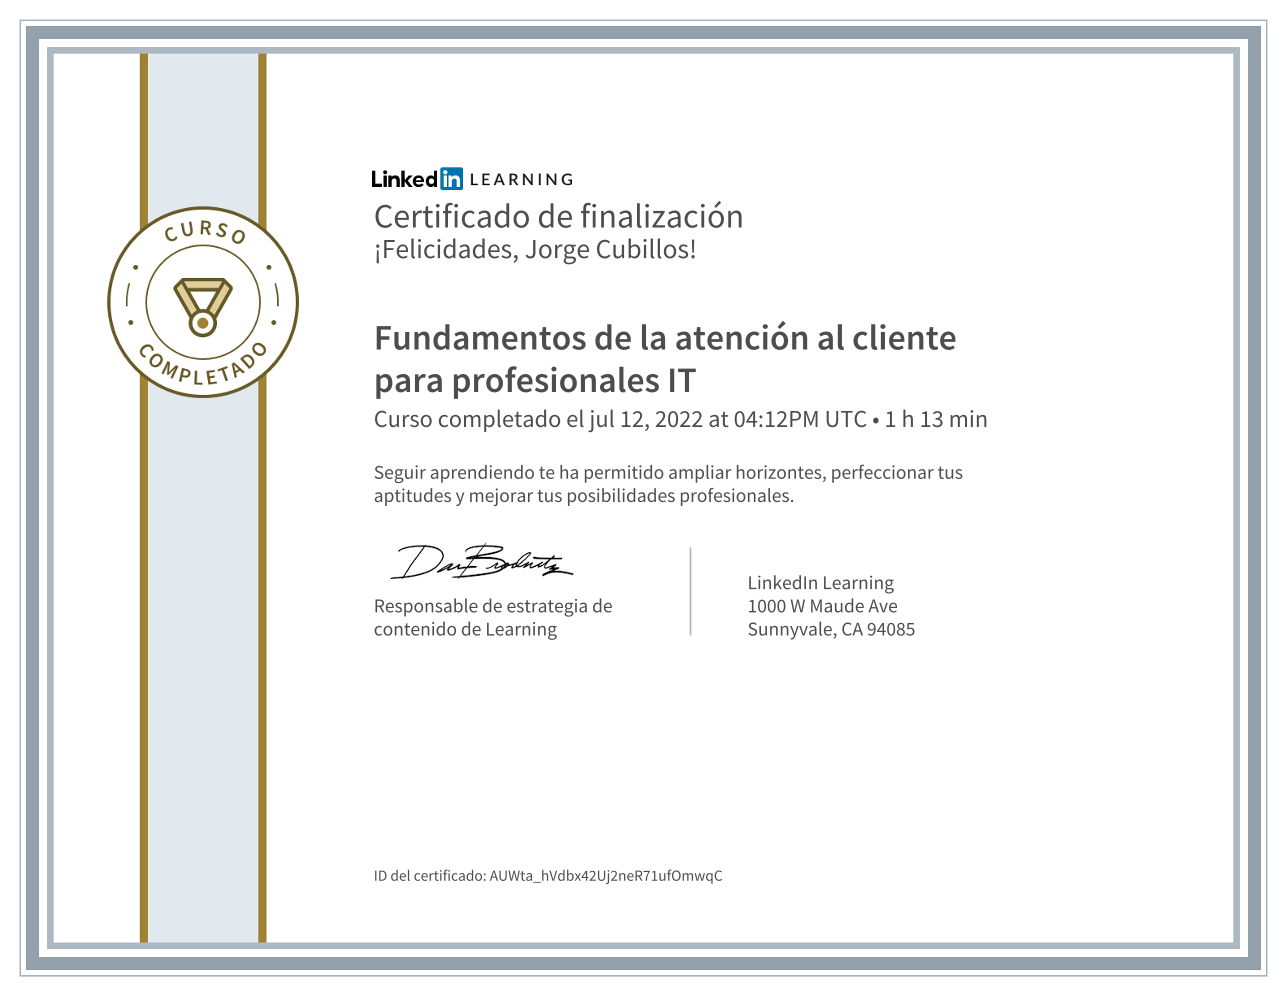 CURSO
COMPLETADO
Linkedin LEARNING
Certificado de finalización
¡Felicidades, Jorge Cubillos!
Fundamentos de la atención al cliente
para profesionales IT
Curso completado el jul 12, 2022 at 04:12PM UTC • 1 h 13 min
Seguir aprendiendo te ha permitido ampliar horizontes, perfeccionar tus
aptitudes y mejorar tus posibilidades profesionales.
Dan Brodnitz
Responsable de estrategia de
contenido de Learning
LinkedIn Learning
1000 W Maude Ave
Sunnyvale, CA 94085
ID del certificado: AUWta_hVdbx42Uj2neR71ufOmwqC